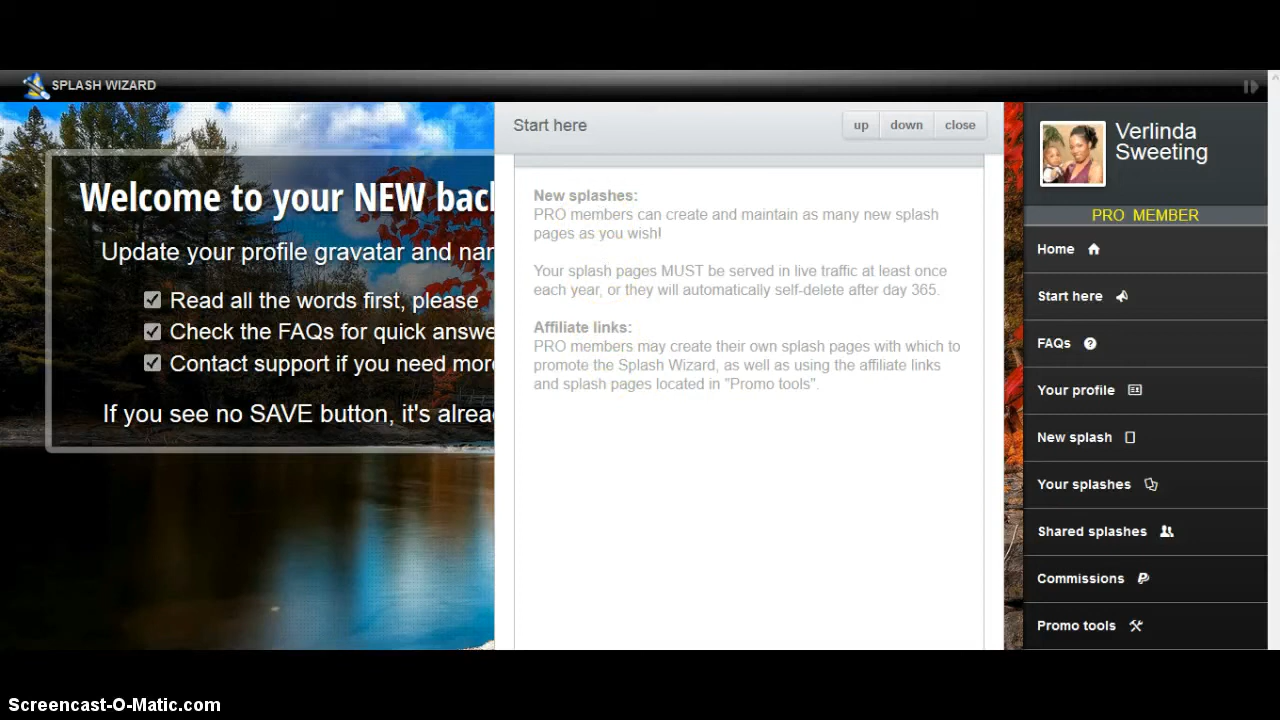 SPLASH WIZARD
Welcome to your NEW back
Update your profile gravatar and nar
Read all the words first, please
Check the FAQs for quick answe
Contact support if you need more
If you see no SAVE button, it's alrea
Start here
up
down
close
New splashes:
PRO members can create and maintain as many new splash
pages as you wish!
Your splash pages MUST be served in live traffic at least once
each year, or they will automatically self-delete after day 365.
Affiliate links:
PRO members may create their own splash pages with which to
promote the Splash Wizard, as well as using the affiliate links
and splash pages located in "Promo tools".
Verlinda
Sweeting
PRO MEMBER
Home
Start here
FAQs
Your profile
New splash
Your splashes
Shared splashes
Commissions
Promo tools
Screencast-O-Matic.com